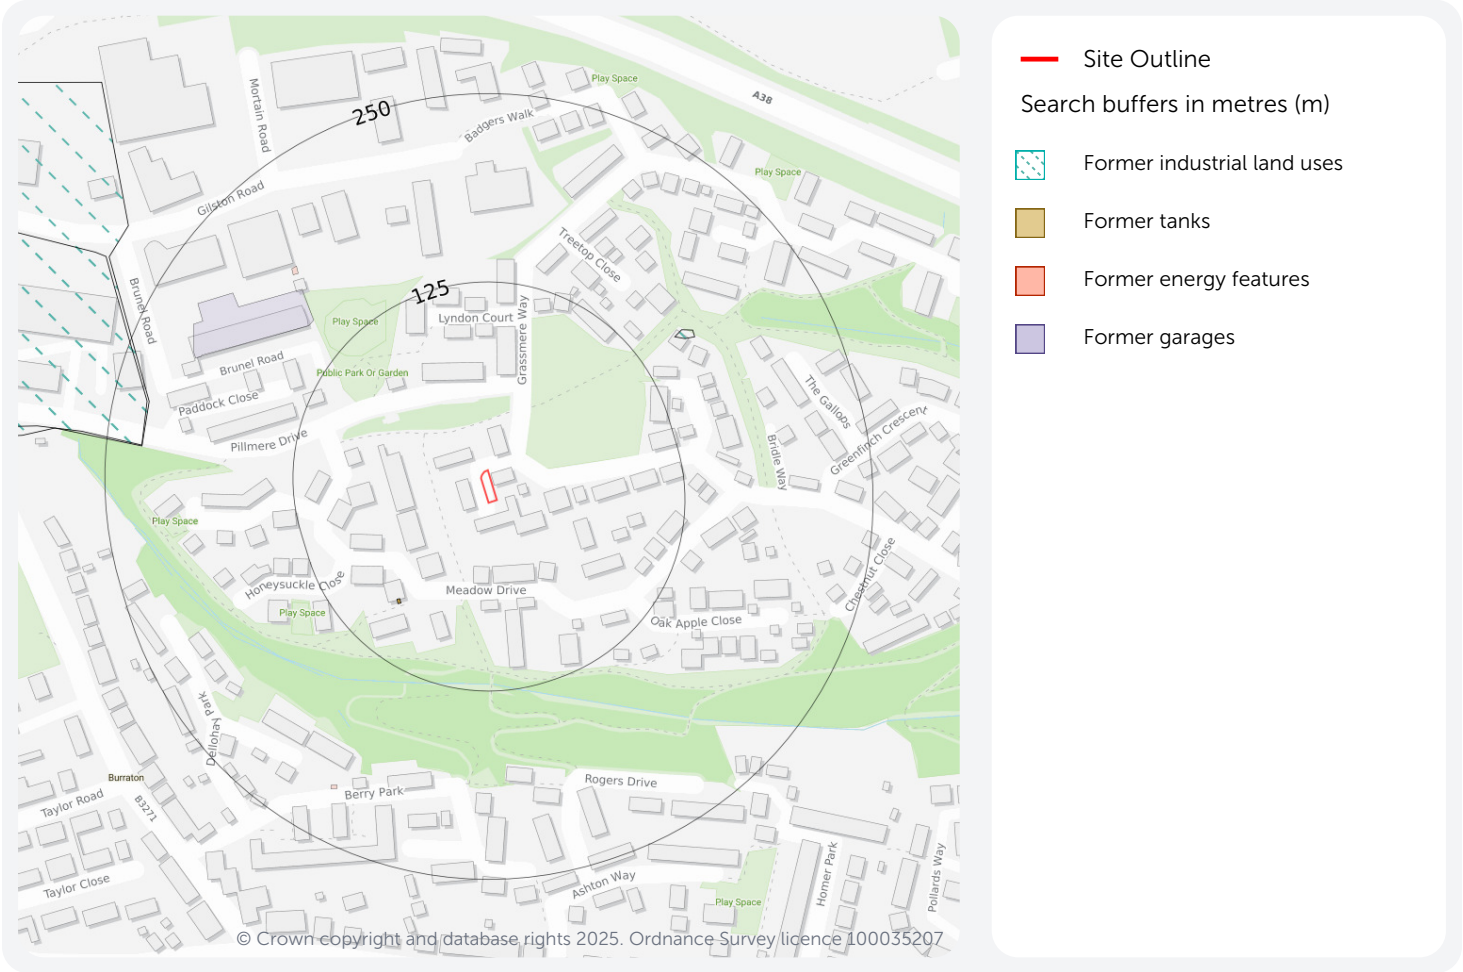 Site Outline
Search buffers in metres (m)
Former industrial land uses
Former tanks
Former energy features
Former garages
250
125
A38
Play Space
Mortain Road
Badgers Walk
Play Space
Gilston Road
Treetop Close
Brunel Road
Play Space
Lyndon Court
Grassmere Way
Public Park Or Garden
Brunel Road
Paddock Close
Pillmere Drive
The Gallops
Greenfinch Crescent
Bridle Way
Play Space
Honeysuckle Close
Play Space
Meadow Drive
Chestnut Close
Oak Apple Close
Dellohay Park
Burraton
Taylor Road
B3271
Berry Park
Rogers Drive
Taylor Close
Ashton Way
Play Space
Homer Park
Pollards Way
© Crown copyright and database rights 2025. Ordnance Survey licence 100035207